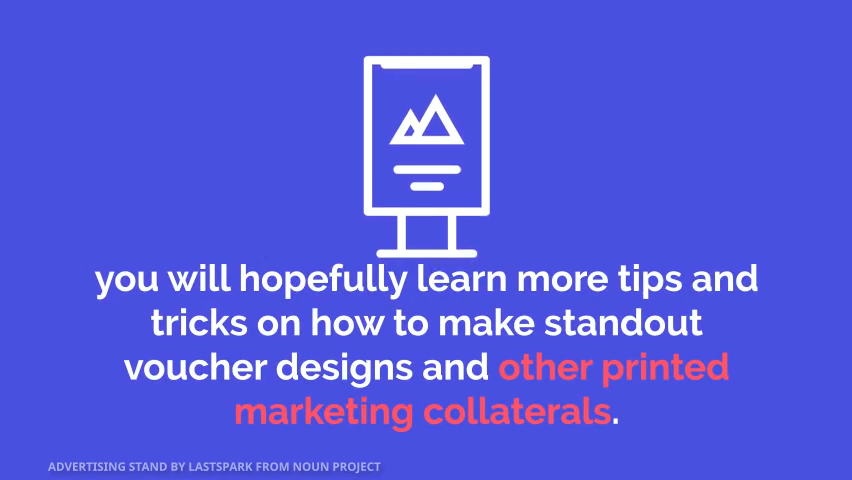 you will hopefully learn more tips and
tricks on how to make standout
voucher designs and other printed
marketing collaterals.
ADVERTISING STAND BY LASTSPARK FROM NOUN PROJECT